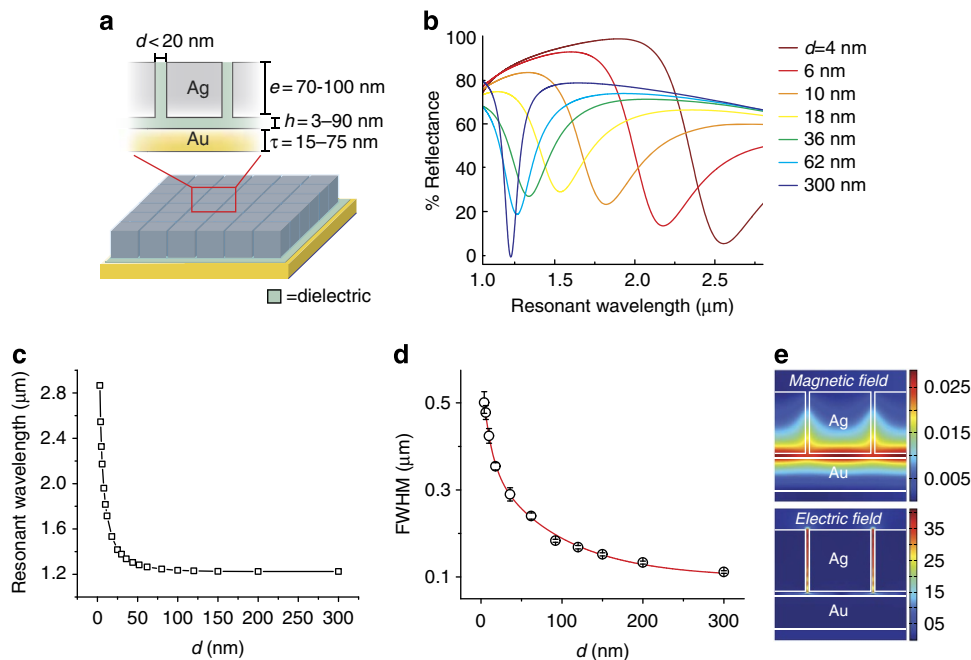 a
d < 20 nm
Ag
e = 70-100 nm
h = 3–90 nm
Au
τ = 15–75 nm
=dielectric
b
100
80
60
40
20
0
% Reflectance
1.0 1.5 2.0 2.5
Resonant wavelength (μm)
d=4 nm
6 nm
10 nm
18 nm
36 nm
62 nm
300 nm
c
2.8
2.4
2.0
1.6
1.2
Resonant wavelength (μm)
0 50 100 150 200 250 300
d (nm)
d
0.5
0.3
0.1
FWHM (μm)
0 100 200 300
d (nm)
e
Magnetic field
Ag
Au
0.025
0.015
0.010
0.005
Electric field
Ag
Au
35
25
15
05